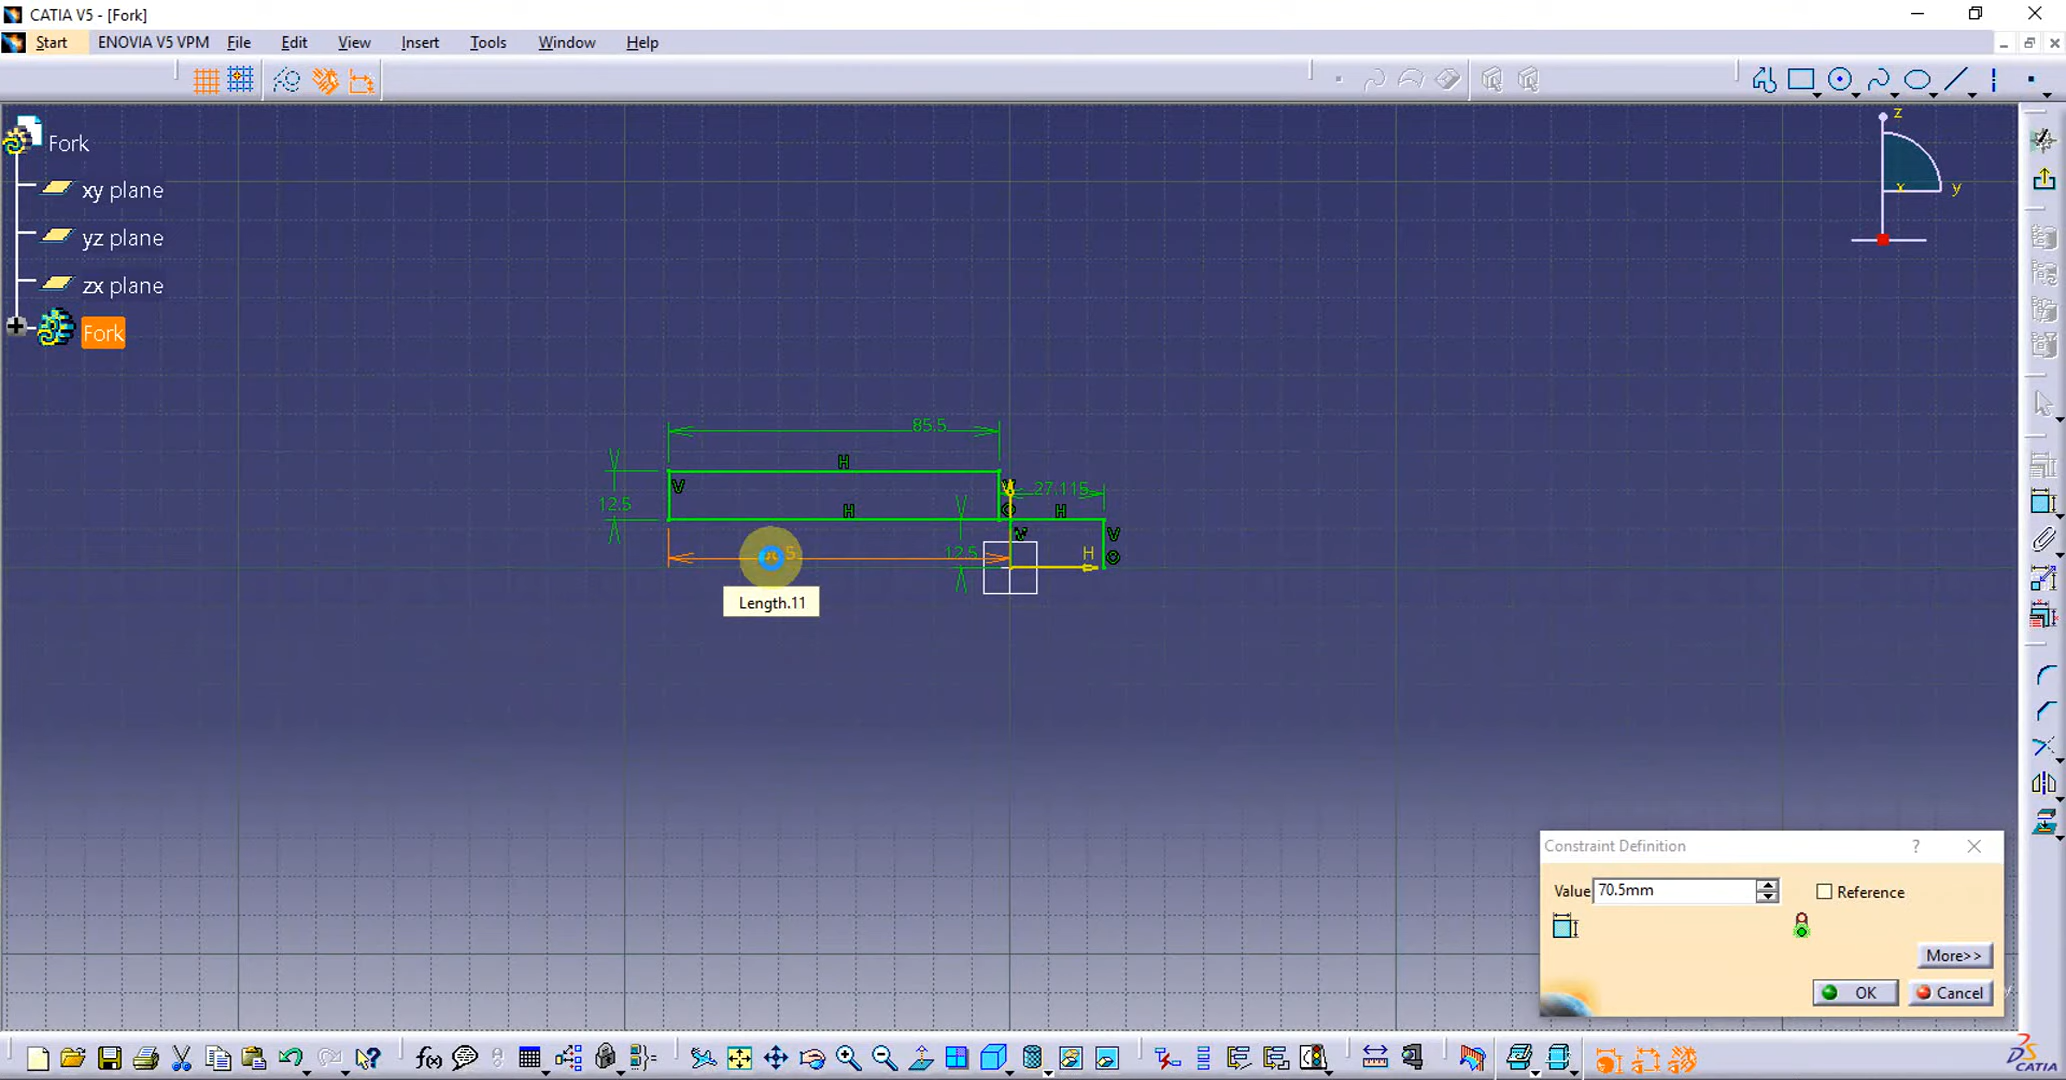 CATIA V5 - [Fork]
Start ENOVIA V5 VPM File Edit View Insert Tools Window Help
Fork
xy plane
yz plane
zx plane
Fork
z
x y
85.5
H
V
12.5
H
27.115
H
V
V
12.5
H
5
Length.11
Constraint Definition ?
Value 70.5mm Reference
More>>
OK Cancel
f(x)
CATIA